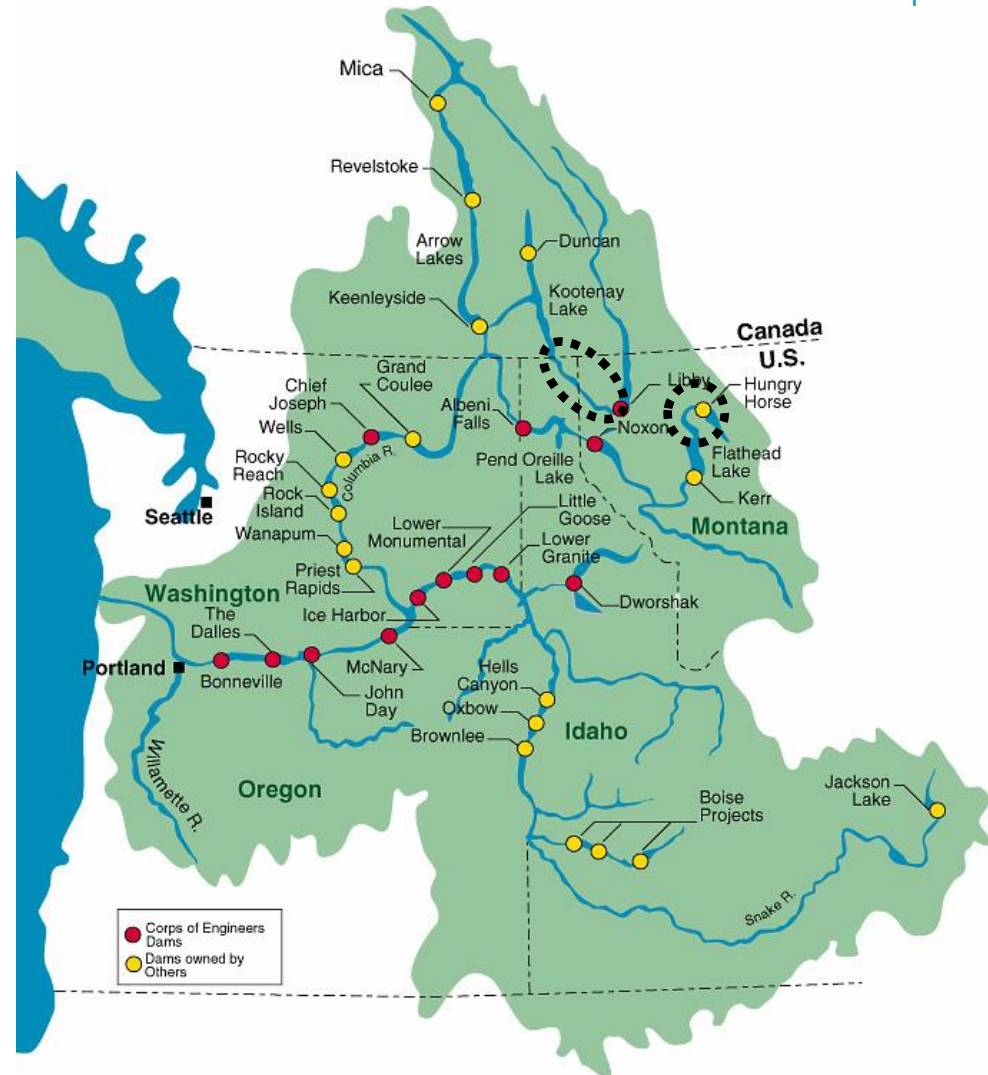 Mica
Revelstoke
Arrow
Lakes
Duncan
Keenleyside
Kootenay
Lake
Canada
U.S.
Grand
Coulee
Chief
Joseph
Libby
Hungry
Horse
Albeni
Falls
Wells
Noxon
Rocky
Reach
Columbia R.
Pend Oreille
Lake
Flathead
Lake
Rock
Island
Kerr
Seattle
Little
Goose
Lower
Monumental
Montana
Wanapum
Lower
Granite
Priest
Rapids
Washington
Ice Harbor
Dworshak
The
Dalles
Portland
Bonneville
McNary
John
Day
Hells
Canyon
Oxbow
Brownlee
Idaho
Willamette R.
Oregon
Boise
Projects
Jackson
Lake
Snake R.
Corps of Engineers
Dams
Dams owned by
Others